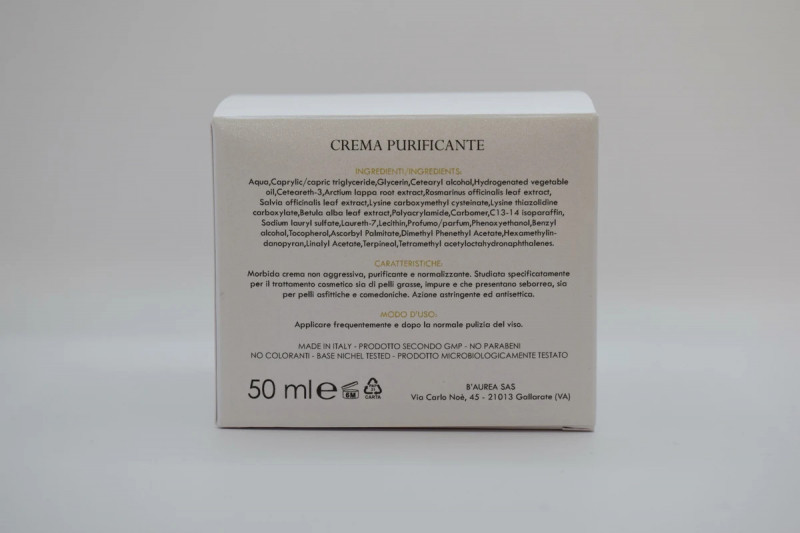 CREMA PURIFICANTE
INGREDIENTI/INGREDIENTS:
Aqua,Caprylic/capric triglyceride,Glycerin,Cetearyl alcohol,Hydrogenated vegetable
oil,Ceteareth-3,Arctium lappa root extract,Rosmarinus officinalis leaf extract,
Salvia officinalis leaf extract,Lysine carboxymethyl cysteinate,Lysine thiazolidine
carboxylate,Betula alba leaf extract,Polyacrylamide,Carbomer,C13-14 isoparaffin,
Sodium lauryl sulfate,Laureth-7,Lecithin,Profumo/parfum,Phenoxyethanol,Benzyl
alcohol,Tocopherol,Ascorbyl Palmitate,Dimethyl Phenethyl Acetate,Hexamethylin-
danopyran,Linalyl Acetate,Terpineol,Tetramethyl acetyloctahydronaphtholenes.
CARATTERISTICHE:
Morbido crema non aggressivo, purificante e normalizzante. Studiata specificatamente
per il trattamento cosmetico sia di pelli grasse, impure e che presentano seborrea, sia
per pelli asfittiche e comedoniche. Azione astringente ed antisettica.
MODO D'USO:
Applicare frequentemente e dopo la normale pulizia del viso.
MADE IN ITALY - PRODOTTO SECONDO GMP - NO PARABENI
NO COLORANTI - BASE NICHEL TESTED - PRODOTTO MICROBIOLOGICAMENTE TESTATO
50 ml e 6M CARTA
B'AUREA SAS
Via Carlo Noé, 45 - 21013 Gallarate (VA)